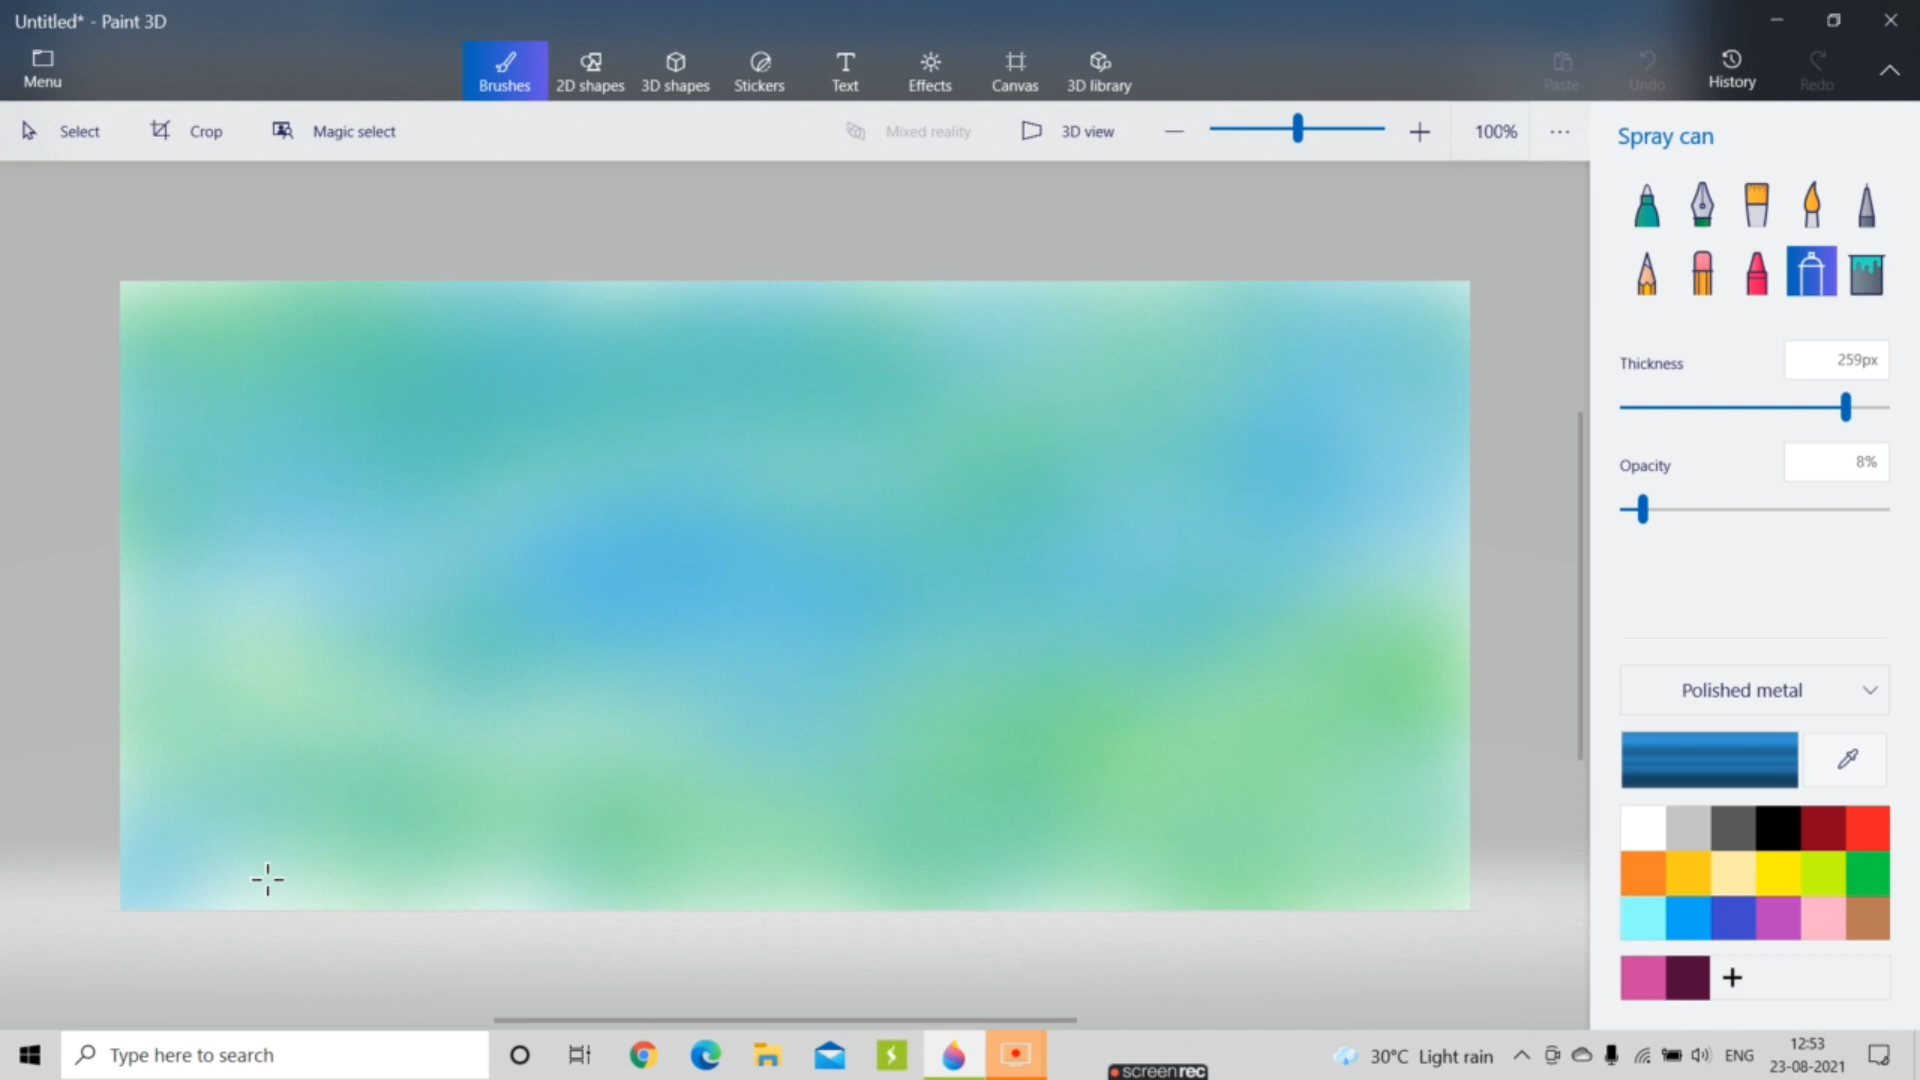 Untitled* - Paint 3D
Menu
Brushes
2D shapes
3D shapes
Stickers
Text
Effects
Canvas
3D library
Paste
Undo
History
Redo
Select
Crop
Magic select
Mixed reality
3D view
100%
Spray can
Thickness
259px
Opacity
8%
Polished metal
Type here to search
screenrec
30°C Light rain
ENG
12:53
23-08-2021